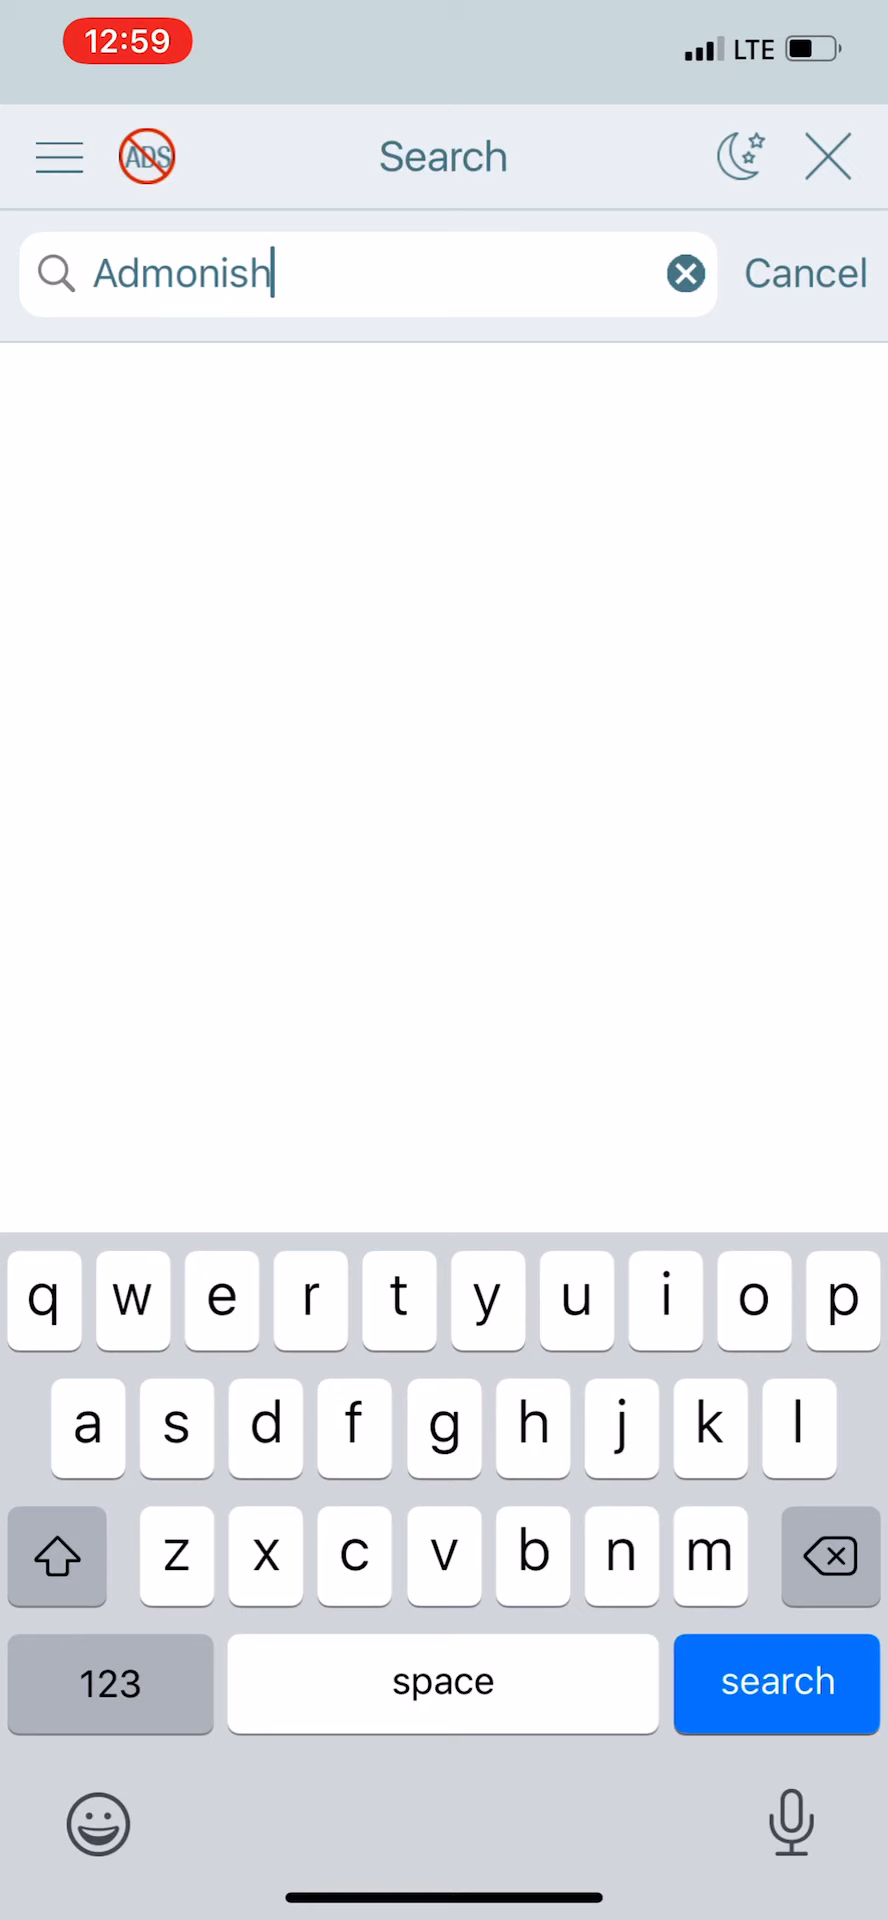 12:59
LTE
ADS
Search
Admonish
Cancel
q w e r t y u i o p
a s d f g h j k l
z x c v b n m
123 space search